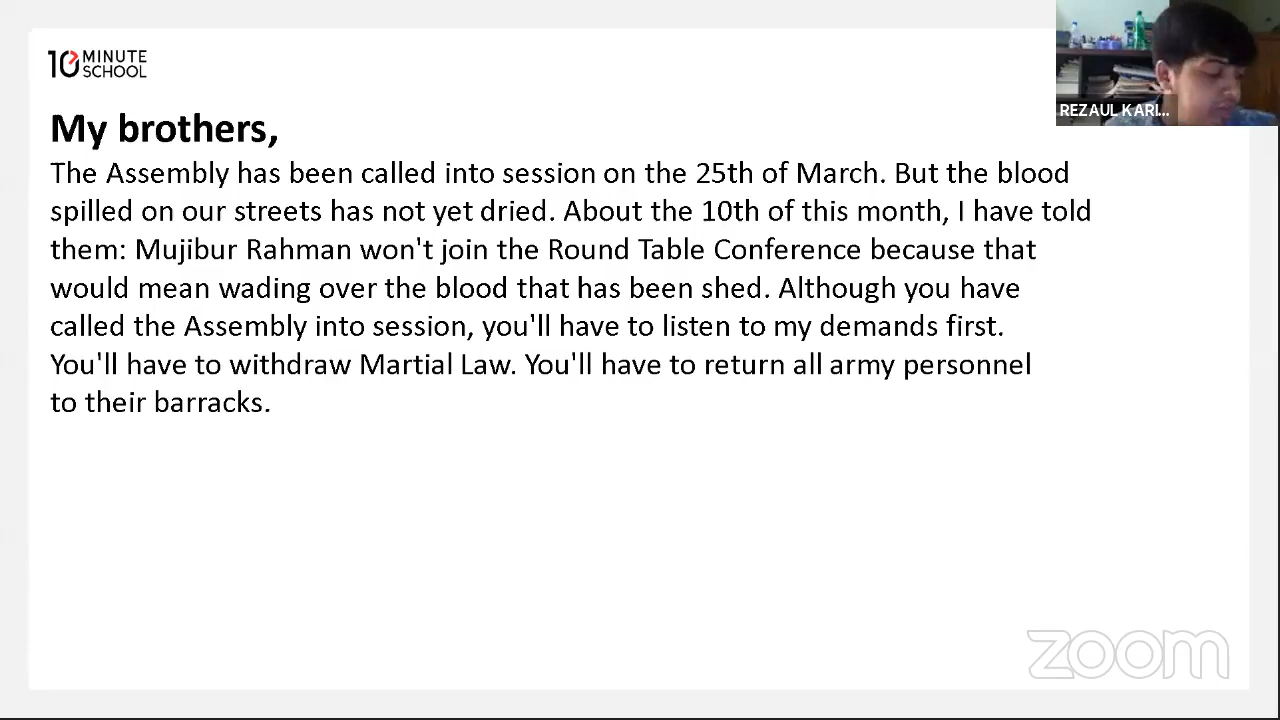 10 MINUTE
SCHOOL
REZAUL KARI...
My brothers,
The Assembly has been called into session on the 25th of March. But the blood
spilled on our streets has not yet dried. About the 10th of this month, I have told
them: Mujibur Rahman won't join the Round Table Conference because that
would mean wading over the blood that has been shed. Although you have
called the Assembly into session, you'll have to listen to my demands first.
You'll have to withdraw Martial Law. You'll have to return all army personnel
to their barracks.
zoom